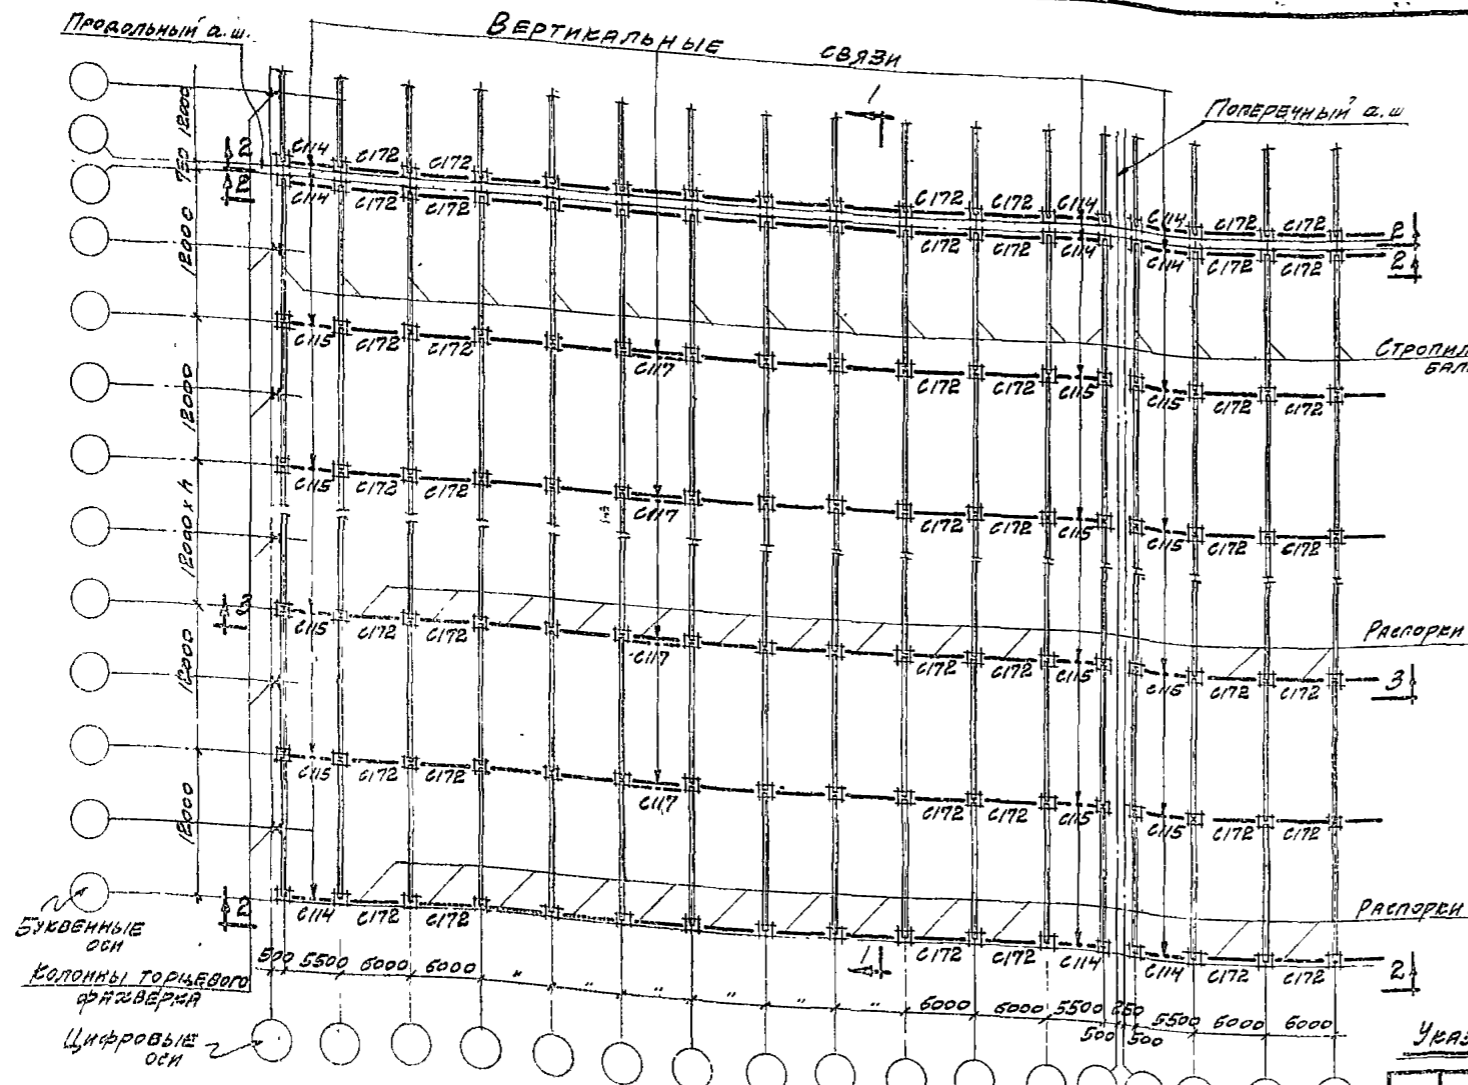 Продольный а.ш.
Вертикальные связи
1
Поперечный а.ш
12000
750
2
С114 С172 С172 С172 С172 С114 С114 С172 С172
2
2
С114 С172 С172 С172 С172 С114 С114 С172 С172
2
12000
Стропил
бал
С115 С172 С172 С117 С172 С172 С115 С115 С172 С172
12000
С115 С172 С172 С117 С172 С172 С115 С115 С172 С172
12000 х n
Распорки
3
С115 С172 С172 С117 С172 С172 С115 С115 С172 С172
3
12000
С115 С172 С172 С117 С172 С172 С115 С115 С172 С172
12000
Распорки
2
С114 С172 С172 С172 С172 С114 С114 С172 С172
2
1
Буквенные
оси
500 5500 6000 6000 " " " " " " 6000 6000 5500 250 5500 6000 6000
500 500
Колонны торцевого
фахверка
Цифровые
оси
Указ